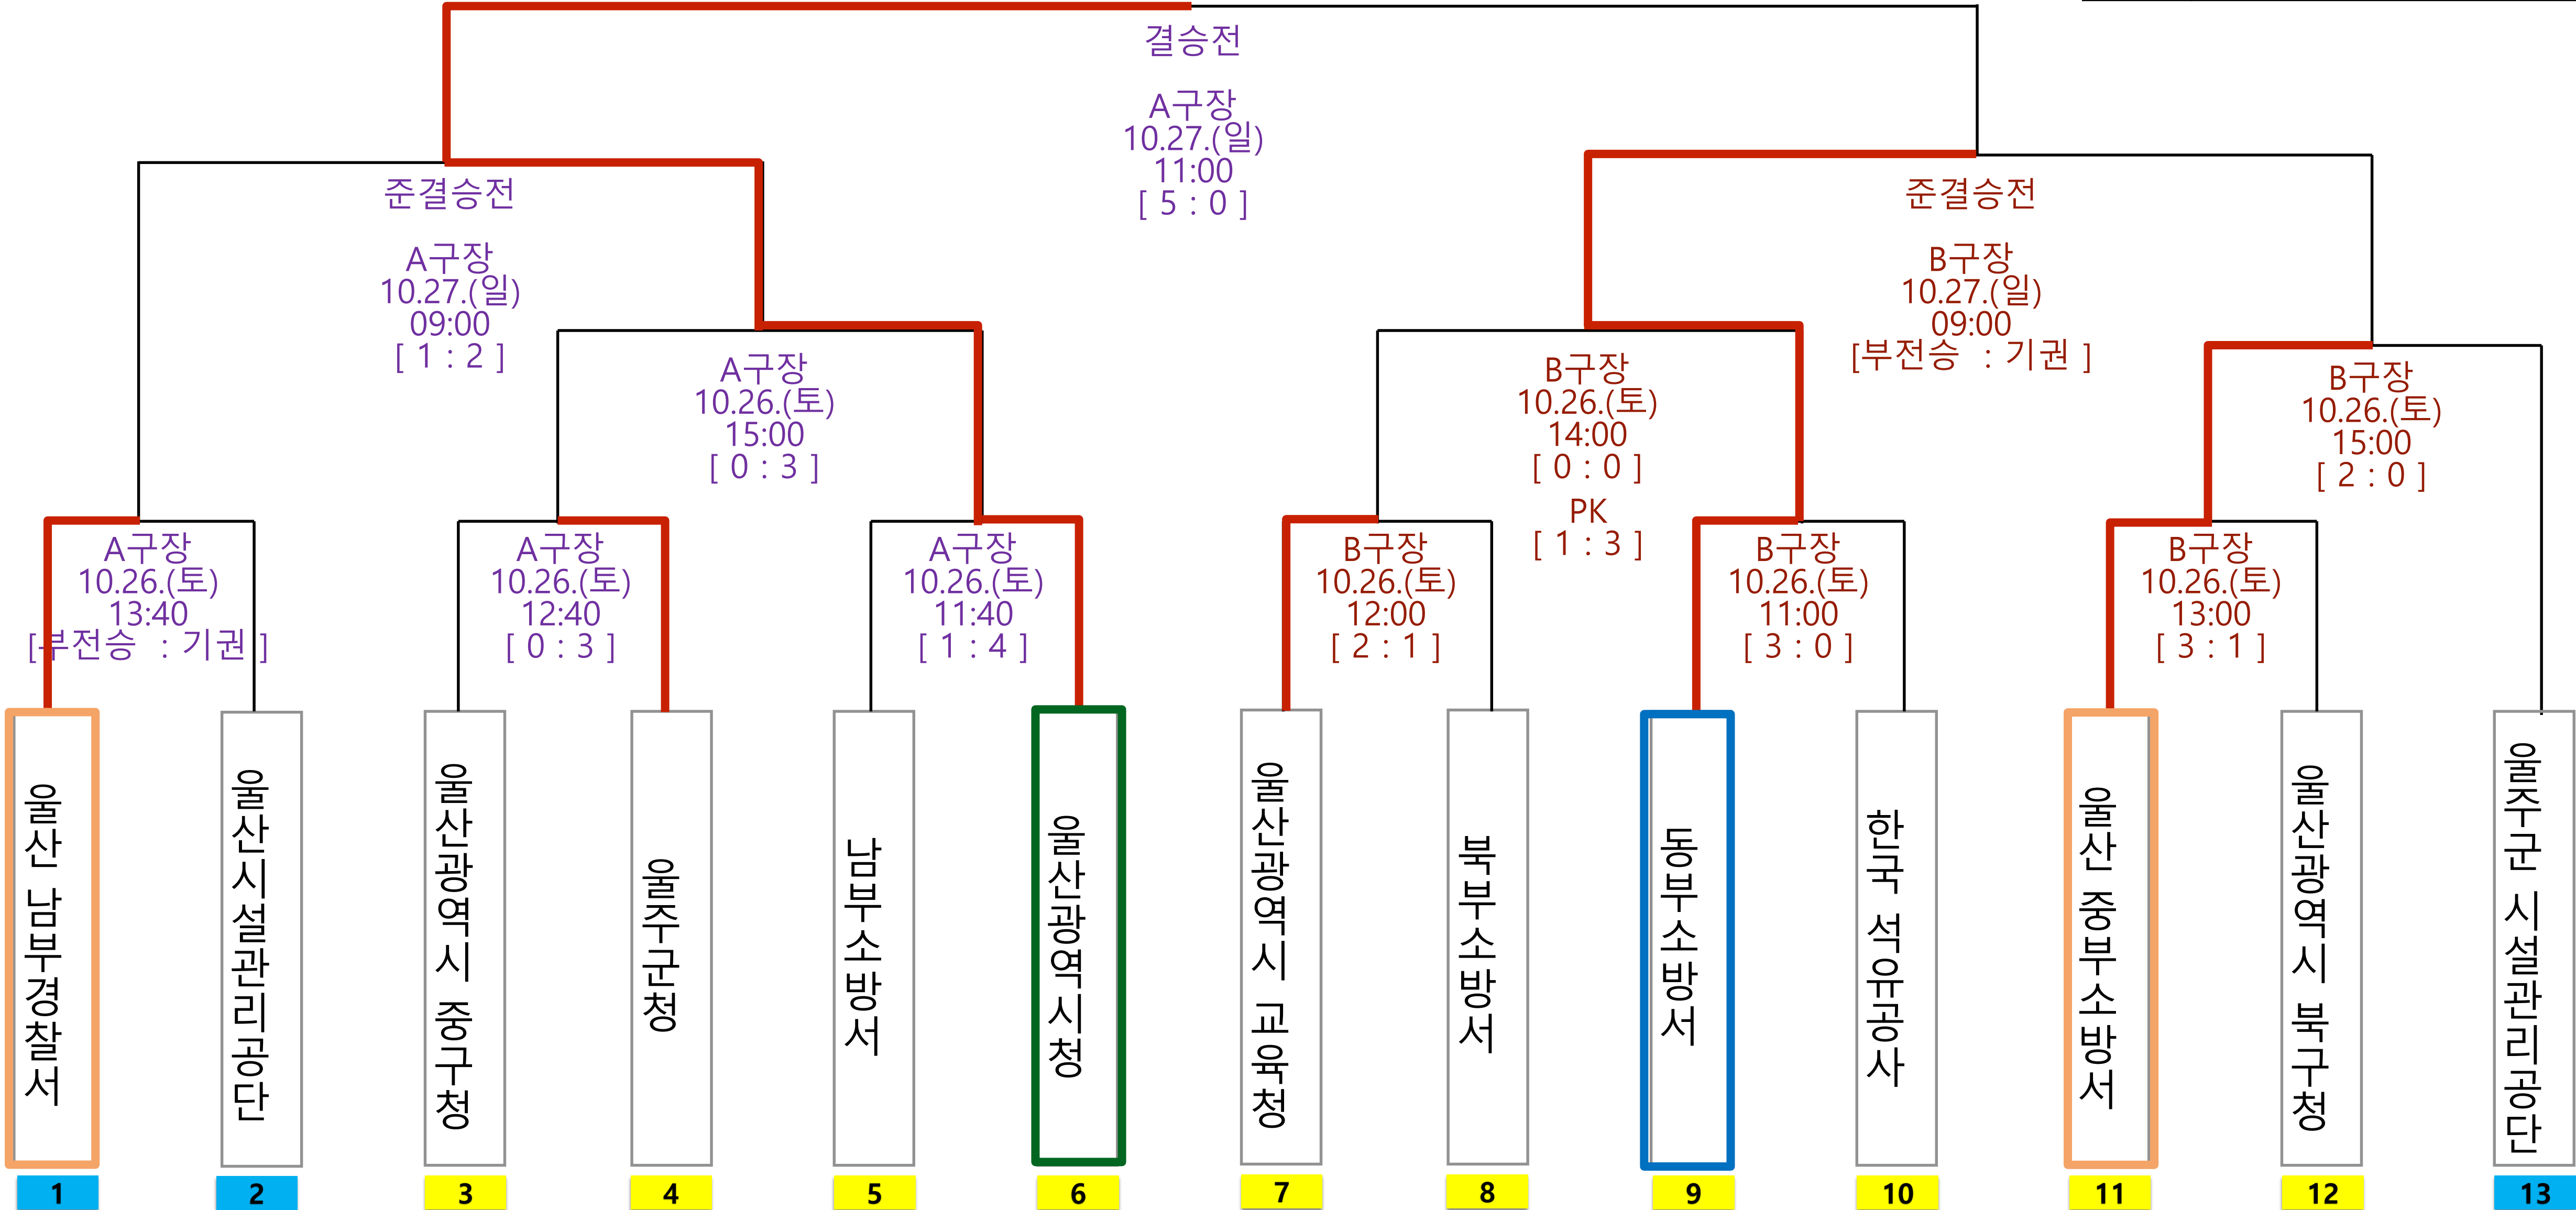 결승전
A구장
10.27.(일)
11:00
[ 5 : 0 ]
준결승전
A구장
10.27.(일)
09:00
[ 1 : 2 ]
준결승전
B구장
10.27.(일)
09:00
[부전승 : 기권 ]
A구장
10.26.(토)
15:00
[ 0 : 3 ]
B구장
10.26.(토)
14:00
[ 0 : 0 ]
PK
[ 1 : 3 ]
B구장
10.26.(토)
15:00
[ 2 : 0 ]
A구장
10.26.(토)
13:40
[부전승 : 기권 ]
A구장
10.26.(토)
12:40
[ 0 : 3 ]
A구장
10.26.(토)
11:40
[ 1 : 4 ]
B구장
10.26.(토)
12:00
[ 2 : 1 ]
B구장
10.26.(토)
11:00
[ 3 : 0 ]
B구장
10.26.(토)
13:00
[ 3 : 1 ]
울산 남부경찰서
울산시설관리공단
울산광역시 중구청
울주군청
남부소방서
울산광역시청
울산광역시 교육청
북부소방서
동부소방서
한국 석유공사
울산 중부소방서
울산광역시 북구청
울주군 시설관리공단
1
2
3
4
5
6
7
8
9
10
11
12
13